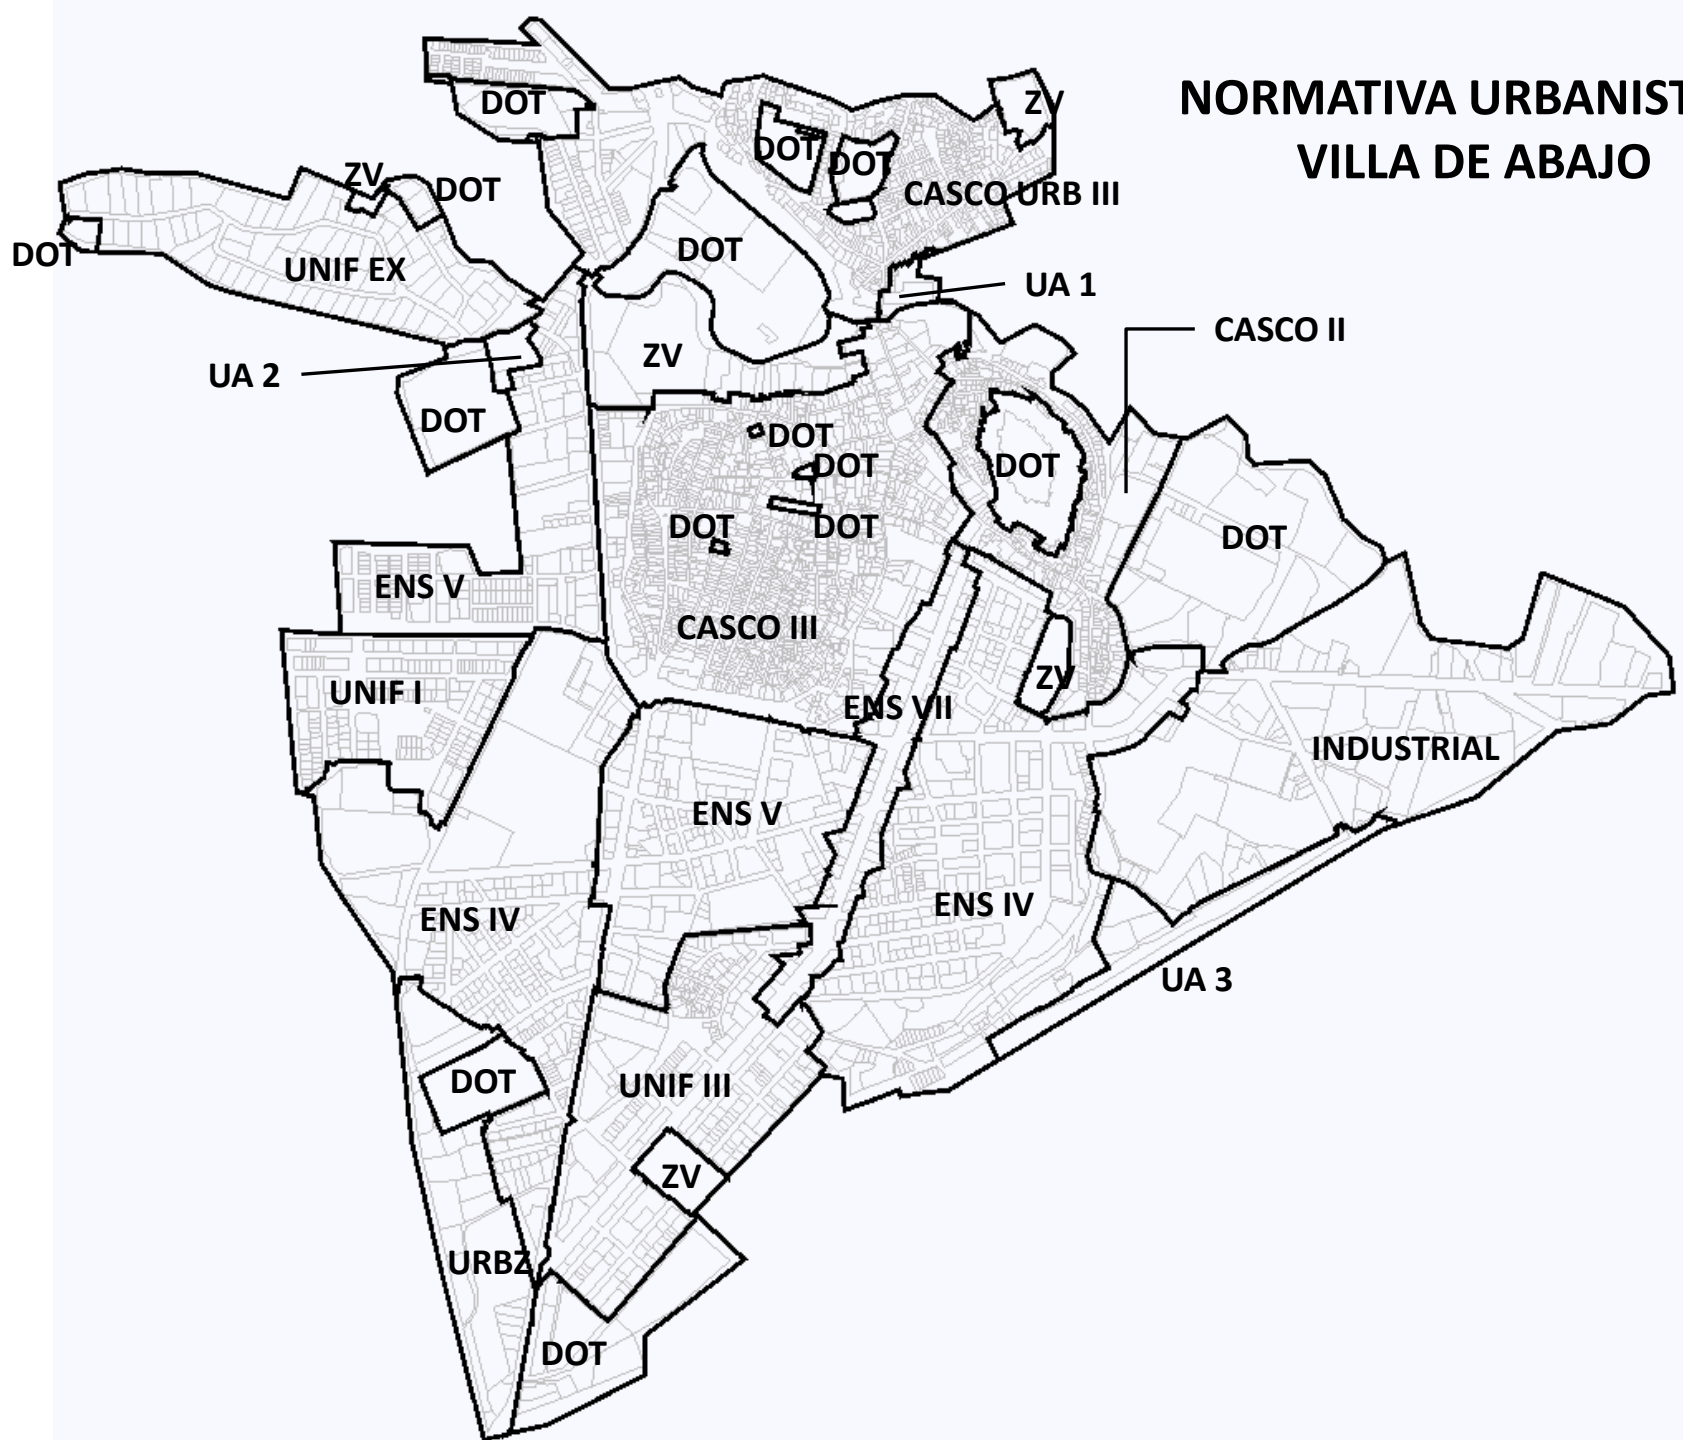 NORMATIVA URBANIST
VILLA DE ABAJO
DOT
ZV
DOT
DOT
ZV
DOT
CASCO URB III
DOT
DOT
UNIF EX
UA 1
CASCO II
ZV
UA 2
DOT
DOT
DOT
DOT
DOT
DOT
DOT
ENS V
CASCO III
ZV
UNIF I
ENS VII
INDUSTRIAL
ENS V
ENS IV
ENS IV
UA 3
DOT
UNIF III
ZV
URBZ
DOT